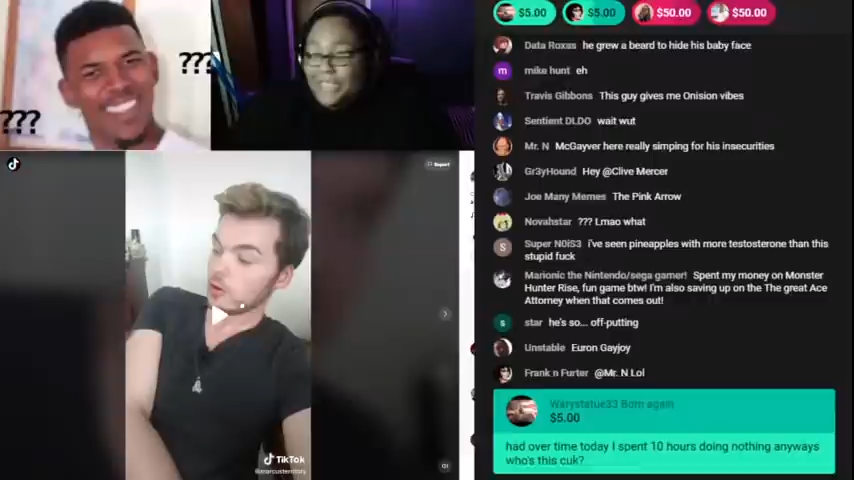 ???
???
Report
TikTok
@marcusterritory
$5.00
$5.00
$50.00
$50.00
Data Roxas he grew a beard to hide his baby face
mike hunt eh
Travis Gibbons This guy gives me Onision vibes
Sentient DLDO wait wut
Mr. N McGayver here really simping for his insecurities
Gr3yHound Hey @Clive Mercer
Joe Many Memes The Pink Arrow
Novahstar ??? Lmao what
Super N0iS3 i've seen pineapples with more testosterone than this
stupid fuck
Marionic the Nintendo/sega gamer! Spent my money on Monster
Hunter Rise, fun game btw! I'm also saving up on the The great Ace
Attorney when that comes out!
star he's so... off-putting
Unstable Euron Gayjoy
Frank n Furter @Mr. N Lol
Warystatue33 Born again
$5.00
had over time today I spent 10 hours doing nothing anyways
who's this cuk?